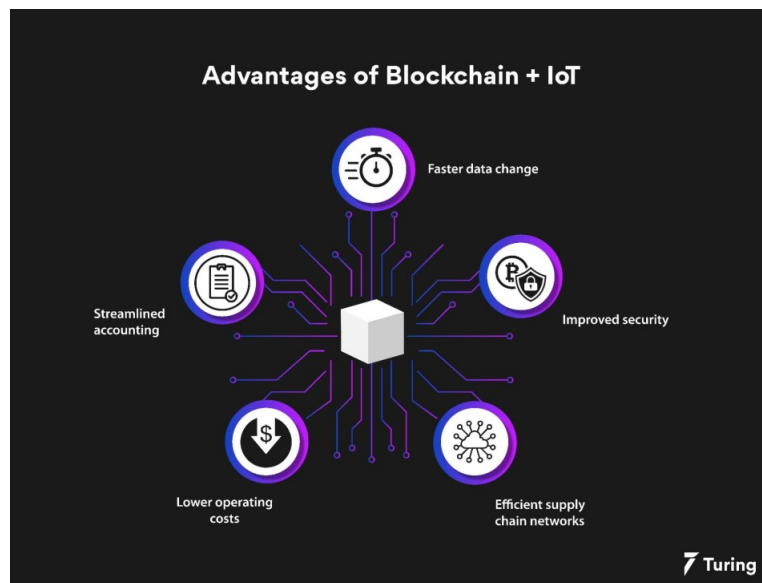 Advantages of Blockchain + IoT
Faster data change
Streamlined
accounting
Improved security
Lower operating
costs
Efficient supply
chain networks
Turing